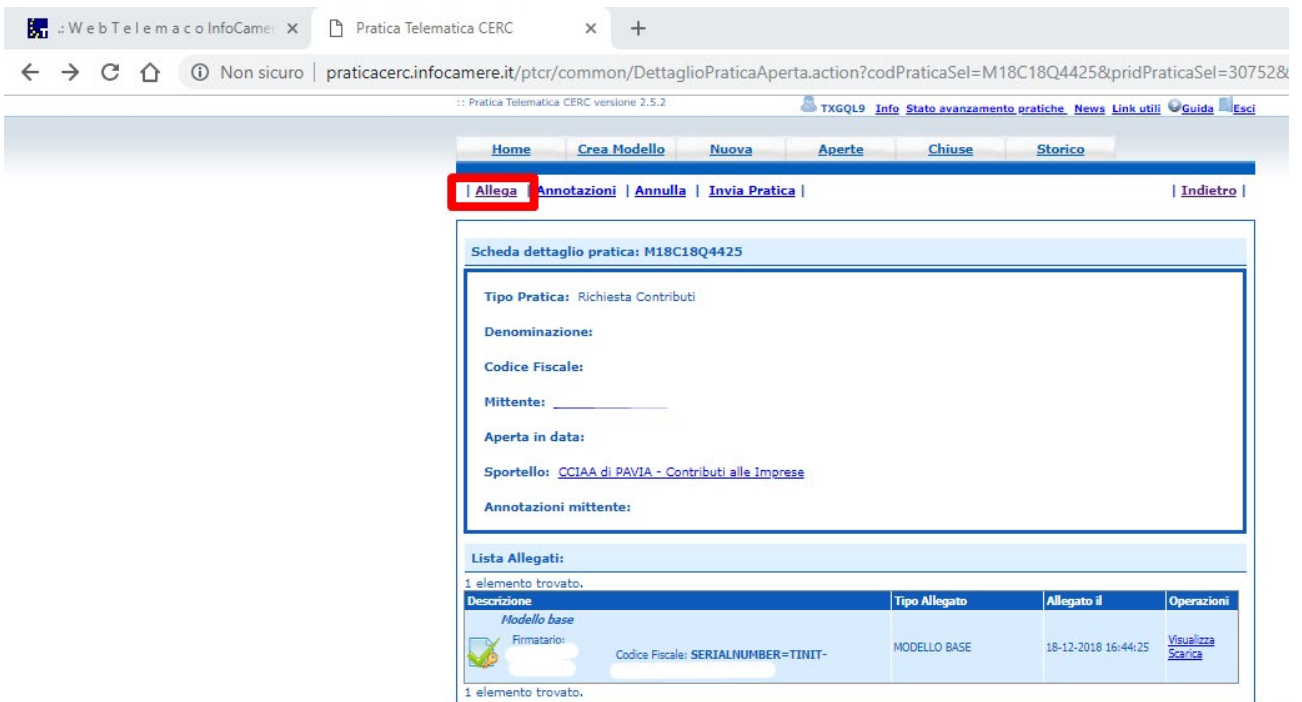 .: W e b T e l e m a c o InfoCamer
Pratica Telematica CERC
Non sicuro | praticacerc.infocamere.it/ptcr/common/DettaglioPraticaAperta.action?codPraticaSel=M18C18Q4425&pridPraticaSel=30752&
:: Pratica Telematica CERC versione 2.5.2
TXGQL9 Info Stato avanzamento pratiche News Link utili Guida Esci
Home Crea Modello Nuova Aperte Chiuse Storico
| Allega | Annotazioni | Annulla | Invia Pratica | | Indietro |
Scheda dettaglio pratica: M18C18Q4425
Tipo Pratica: Richiesta Contributi
Denominazione:
Codice Fiscale:
Mittente:
Aperta in data:
Sportello: CCIAA di PAVIA - Contributi alle Imprese
Annotazioni mittente:
Lista Allegati:
1 elemento trovato.
Descrizione Tipo Allegato Allegato il Operazioni
Modello base
Firmatario:
Codice Fiscale: SERIALNUMBER=TINIT-
MODELLO BASE 18-12-2018 16:44:25 Visualizza
Scarica
1 elemento trovato.